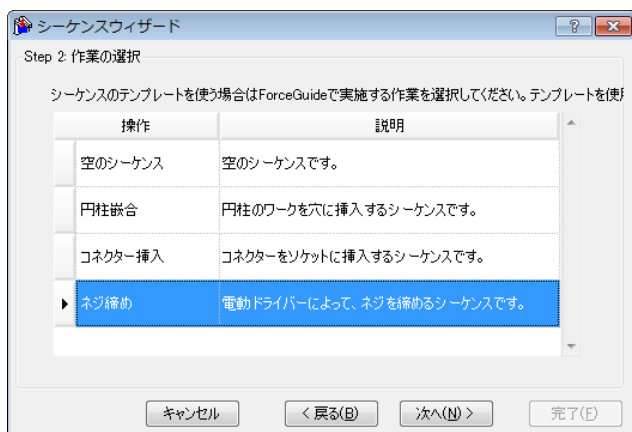 シーケンスウィザード
Step 2: 作業の選択
シーケンスのテンプレートを使う場合はForceGuideで実施する作業を選択してください。テンプレートを使用
操作 説明
空のシーケンス 空のシーケンスです。
円柱嵌合 円柱のワークを穴に挿入するシーケンスです。
コネクター挿入 コネクターをソケットに挿入するシーケンスです。
ネジ締め 電動ドライバーによって、ネジを締めるシーケンスです。
キャンセル < 戻る(B) 次へ(N) > 完了(F)